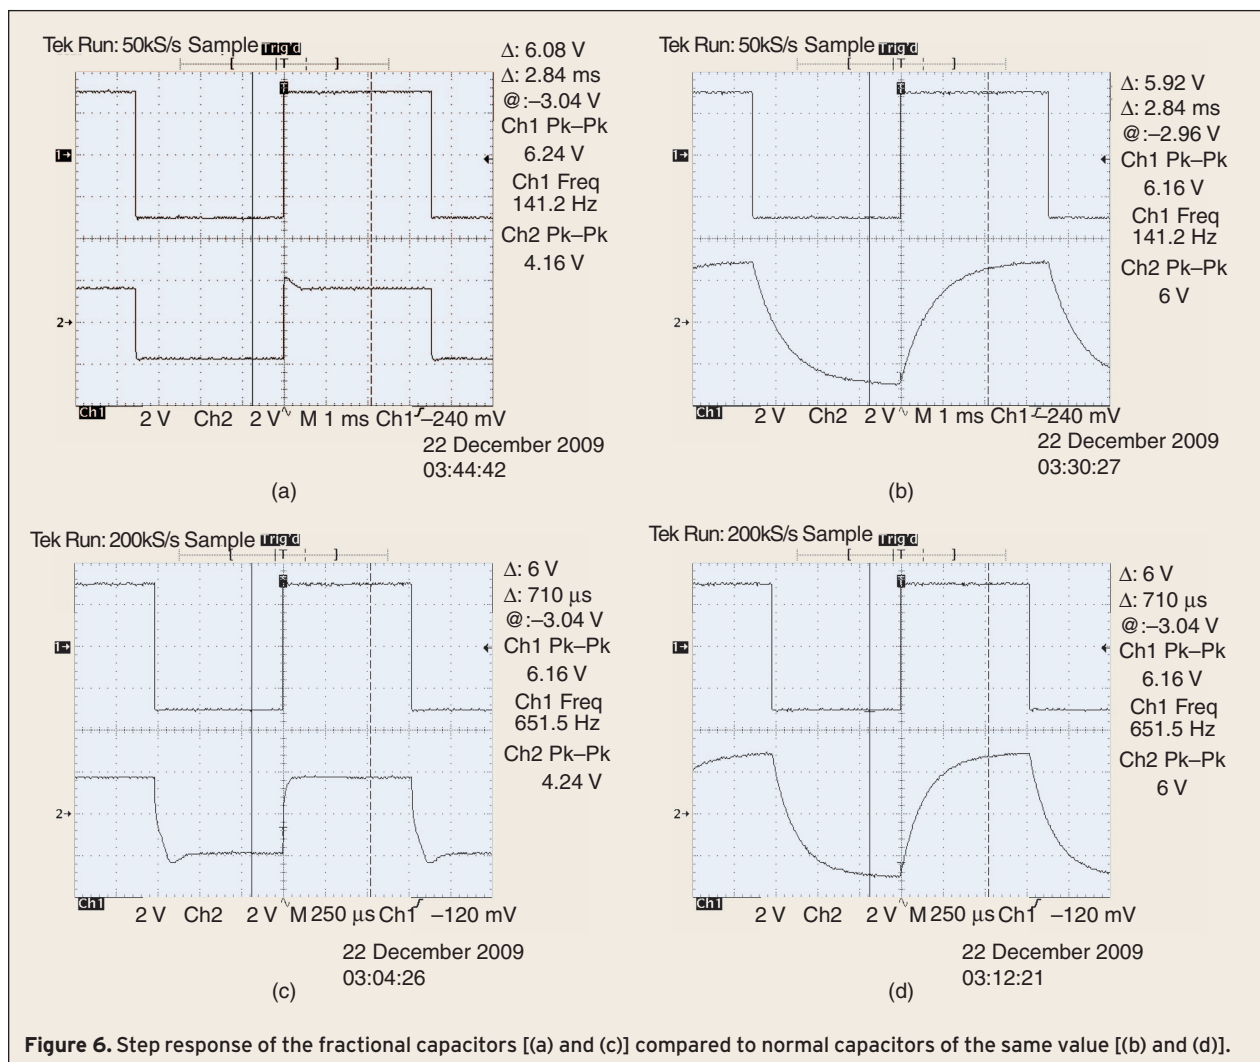 Tek Run: 50kS/s Sample Trig'd
T
Δ: 6.08 V
Δ: 2.84 ms
@:–3.04 V
Ch1 Pk–Pk
6.24 V
Ch1 Freq
141.2 Hz
Ch2 Pk–Pk
4.16 V
1
2
Ch1 2 V Ch2 2 V M 1 ms Ch1 –240 mV
22 December 2009
03:44:42
(a)
Tek Run: 50kS/s Sample Trig'd
T
Δ: 5.92 V
Δ: 2.84 ms
@:–2.96 V
Ch1 Pk–Pk
6.16 V
Ch1 Freq
141.2 Hz
Ch2 Pk–Pk
6 V
1
2
Ch1 2 V Ch2 2 V M 1 ms Ch1 –240 mV
22 December 2009
03:30:27
(b)
Tek Run: 200kS/s Sample Trig'd
T
Δ: 6 V
Δ: 710 µs
@:–3.04 V
Ch1 Pk–Pk
6.16 V
Ch1 Freq
651.5 Hz
Ch2 Pk–Pk
4.24 V
1
2
Ch1 2 V Ch2 2 V M 250 µs Ch1 –120 mV
22 December 2009
03:04:26
(c)
Tek Run: 200kS/s Sample Trig'd
T
Δ: 6 V
Δ: 710 µs
@:–3.04 V
Ch1 Pk–Pk
6.16 V
Ch1 Freq
651.5 Hz
Ch2 Pk–Pk
6 V
1
2
Ch1 2 V Ch2 2 V M 250 µs Ch1 –120 mV
22 December 2009
03:12:21
(d)
Figure 6. Step response of the fractional capacitors [(a) and (c)] compared to normal capacitors of the same value [(b) and (d)].